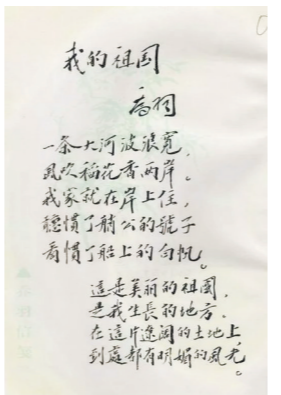 我的祖国
乔羽词
一条大河波浪寬，
风吹稻花香两岸。
我家就在岸上住，
聽慣了艄公的號子
看慣了船上的白帆。
這是美丽的祖國，
是我生長的地方，
在這片遼闊的土地上，
到處都有明媚的風光。